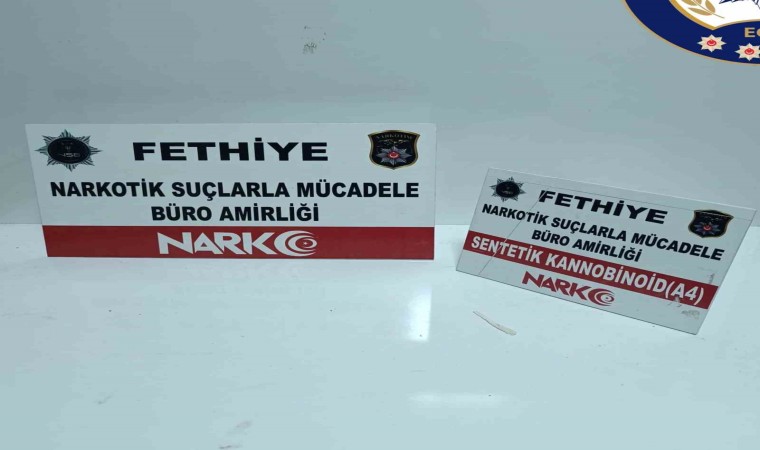 FETHİYE
NARKOTİK SUÇLARLA MÜCADELE
BÜRO AMİRLİĞİ
NARKO
FETHİYE
NARKOTİK SUÇLARLA MÜCADELE
BÜRO AMİRLİĞİ
SENTETİK KANNOBİNOİD(A4)
NARKO